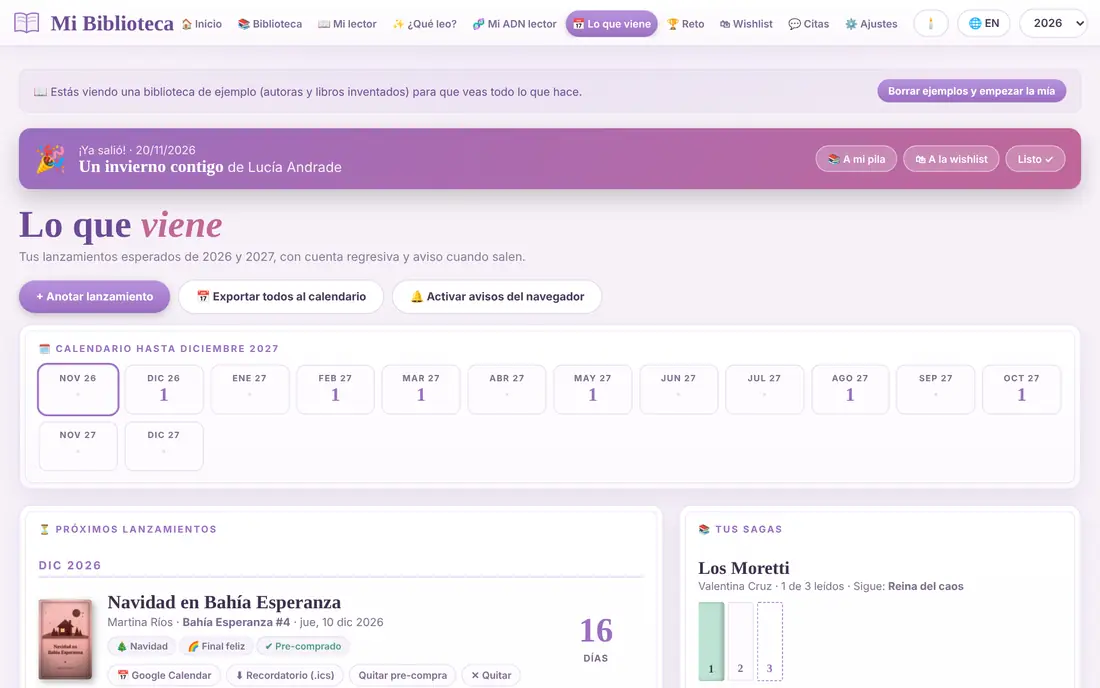 Mi Biblioteca
🏠 Inicio
📚 Biblioteca
📖 Mi lector
✨ ¿Qué leo?
🧬 Mi ADN lector
📅 Lo que viene
🏆 Reto
🛍 Wishlist
💬 Citas
⚙️ Ajustes
🌐 EN
2026
📖 Estás viendo una biblioteca de ejemplo (autoras y libros inventados) para que veas todo lo que hace.
Borrar ejemplos y empezar la mía
¡Ya salió! · 20/11/2026
Un invierno contigo de Lucía Andrade
📚 A mi pila
🛍 A la wishlist
Listo ✓
Lo que viene
Tus lanzamientos esperados de 2026 y 2027, con cuenta regresiva y aviso cuando salen.
+ Anotar lanzamiento
📅 Exportar todos al calendario
🔔 Activar avisos del navegador
🗓️ CALENDARIO HASTA DICIEMBRE 2027
NOV 26
·
DIC 26
1
ENE 27
·
FEB 27
1
MAR 27
1
ABR 27
·
MAY 27
1
JUN 27
·
JUL 27
·
AGO 27
1
SEP 27
·
OCT 27
1
NOV 27
·
DIC 27
·
⏳ PRÓXIMOS LANZAMIENTOS
DIC 2026
Navidad en Bahía Esperanza
Navidad en Bahía Esperanza
Martina Ríos · Bahía Esperanza #4 · jue, 10 dic 2026
🎄 Navidad
🌈 Final feliz
✔ Pre-comprado
📅 Google Calendar
⬇ Recordatorio (.ics)
Quitar pre-compra
✕ Quitar
16
DÍAS
📚 TUS SAGAS
Los Moretti
Valentina Cruz · 1 de 3 leídos · Sigue: Reina del caos
1
2
3